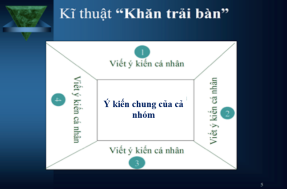 Kĩ thuật “Khăn trải bàn”
1
Viết ý kiến cá nhân
4
Viết ý kiến cá nhân
Ý kiến chung của cả
nhóm
Viết ý kiến cá nhân
2
Viết ý kiến cá nhân
3